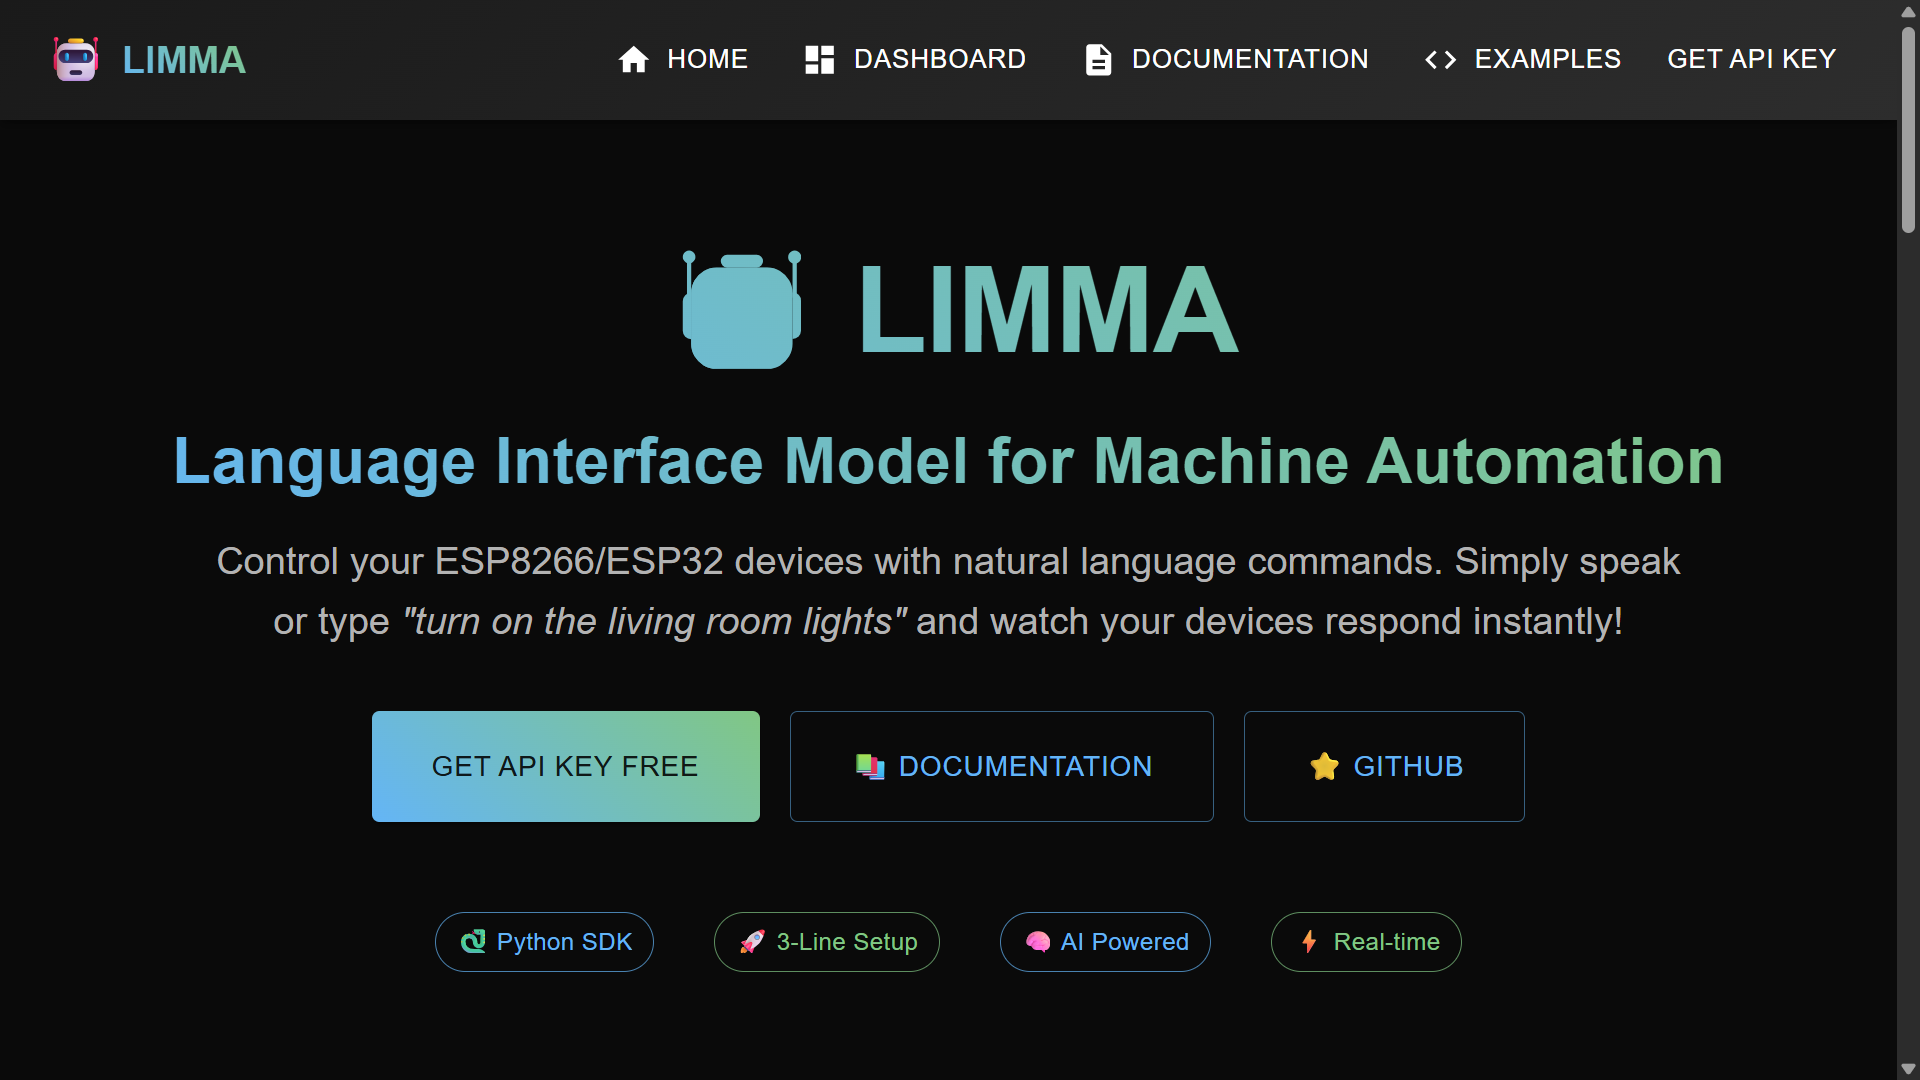 LIMMA
HOME
DASHBOARD
DOCUMENTATION
EXAMPLES
GET API KEY
LIMMA
Language Interface Model for Machine Automation
Control your ESP8266/ESP32 devices with natural language commands. Simply speak
or type "turn on the living room lights" and watch your devices respond instantly!
GET API KEY FREE
DOCUMENTATION
GITHUB
Python SDK
3-Line Setup
AI Powered
Real-time